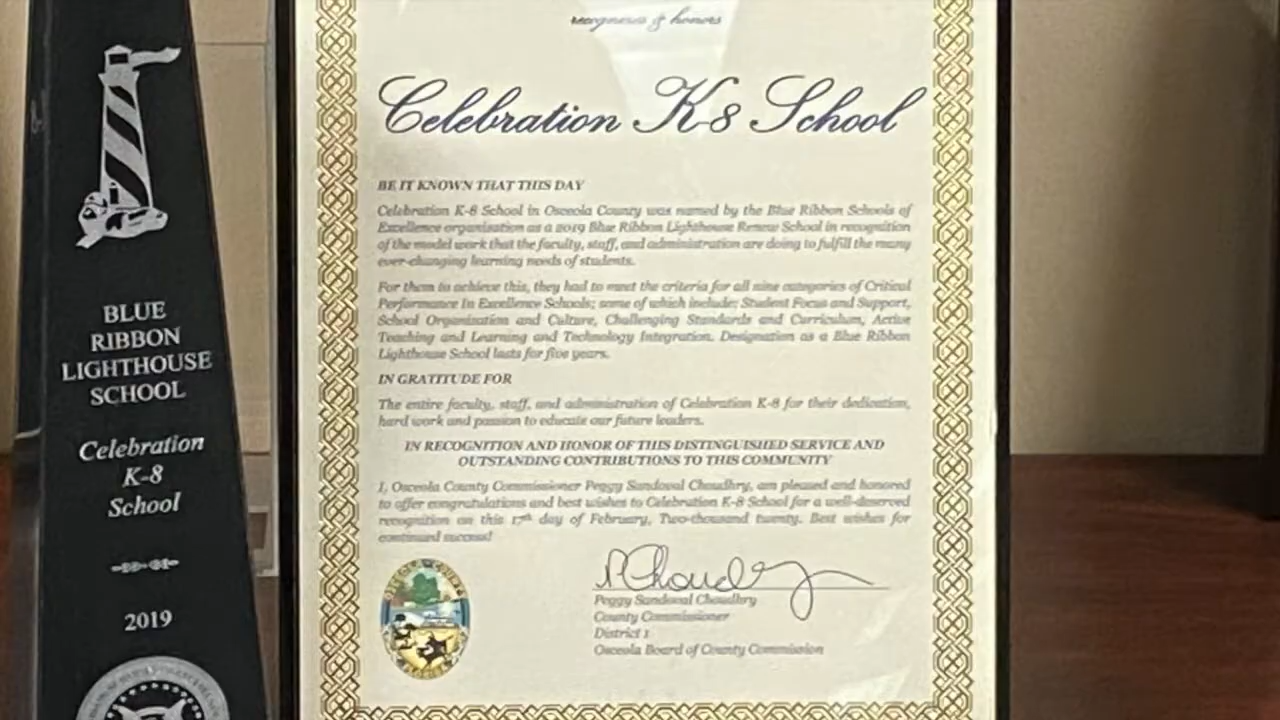 BLUE
RIBBON
LIGHTHOUSE
SCHOOL
Celebration
K-8
School
2019
recognizes & honors
Celebration K-8 School
BE IT KNOWN THAT THIS DAY
Celebration K-8 School in Osceola County was named by the Blue Ribbon Schools of
Excellence organization as a 2019 Blue Ribbon Lighthouse Renew School in recognition
of the model work that the faculty, staff, and administration are doing to fulfill the many
ever-changing learning needs of students.
For them to achieve this, they had to meet the criteria for all nine categories of Critical
Performance In Excellence Schools; some of which include: Student Focus and Support,
School Organization and Culture, Challenging Standards and Curriculum, Active
Teaching and Learning and Technology Integration. Designation as a Blue Ribbon
Lighthouse School lasts for five years.
IN GRATITUDE FOR
The entire faculty, staff, and administration of Celebration K-8 for their dedication,
hard work and passion to educate our future leaders.
IN RECOGNITION AND HONOR OF THIS DISTINGUISHED SERVICE AND
OUTSTANDING CONTRIBUTIONS TO THIS COMMUNITY
I, Osceola County Commissioner Peggy Sandoval Choudhry, am pleased and honored
to offer congratulations and best wishes to Celebration K-8 School for a well-deserved
recognition on this 17th day of February, Two-thousand twenty. Best wishes for
continued success!
Peggy Sandoval Choudhry
County Commissioner
District 1
Osceola Board of County Commission